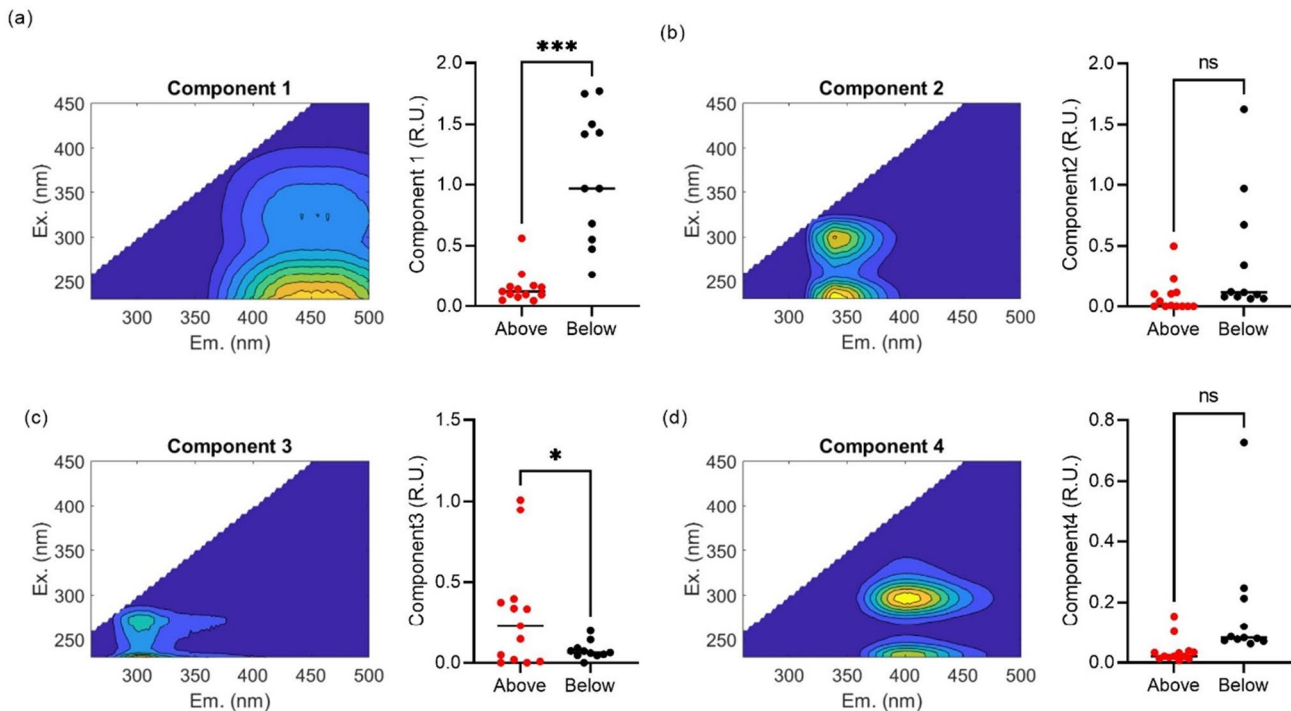 (a)
Component 1
450
400
350
300
250
Ex. (nm)
300 350 400 450 500
Em. (nm)
***
2.0
1.5
1.0
0.5
0.0
Component 1 (R.U.)
Above Below
(b)
Component 2
450
400
350
300
250
Ex. (nm)
300 350 400 450 500
Em. (nm)
ns
2.0
1.5
1.0
0.5
0.0
Component2 (R.U.)
Above Below
(c)
Component 3
450
400
350
300
250
Ex. (nm)
300 350 400 450 500
Em. (nm)
*
1.5
1.0
0.5
0.0
Component3 (R.U.)
Above Below
(d)
Component 4
450
400
350
300
250
Ex. (nm)
300 350 400 450 500
Em. (nm)
ns
0.8
0.6
0.4
0.2
0.0
Component4 (R.U.)
Above Below